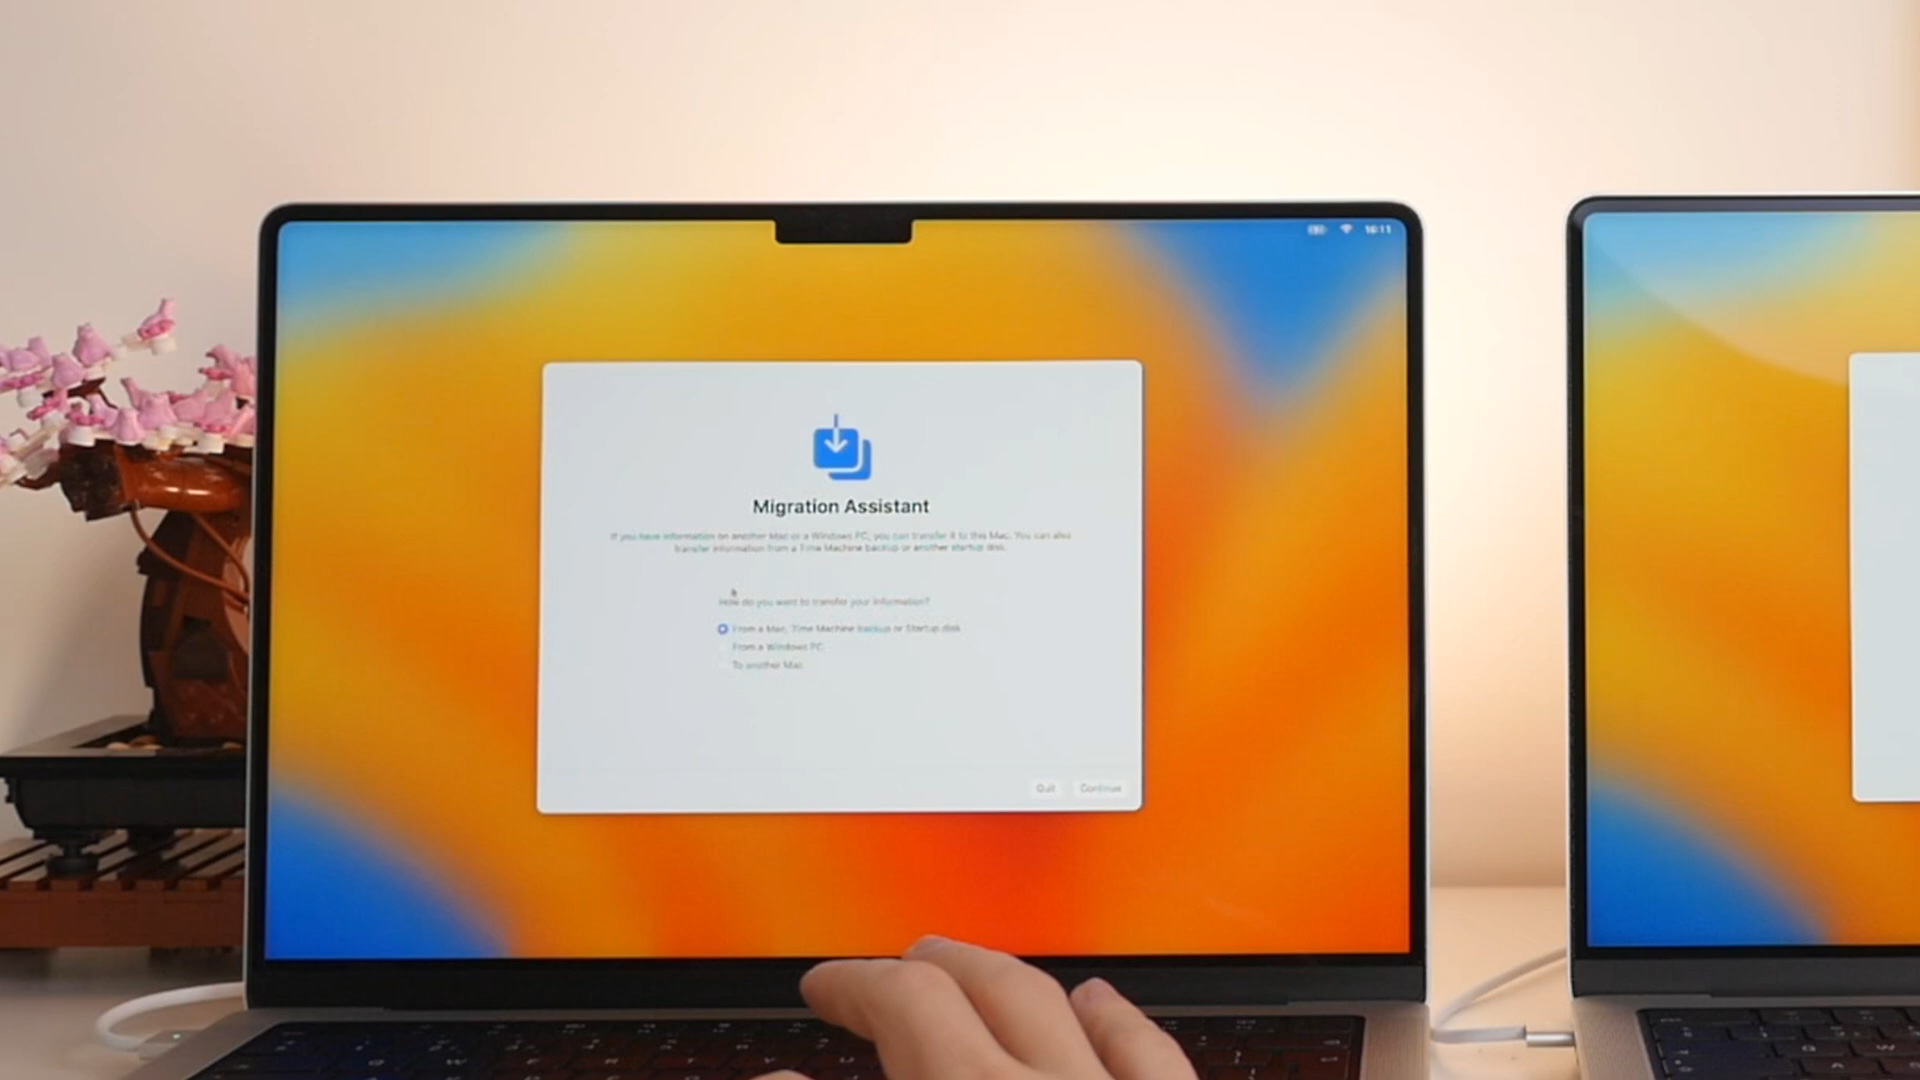 16:11
Migration Assistant
If you have information on another Mac or a Windows PC, you can transfer it to this Mac. You can also
transfer information from a Time Machine backup or another startup disk.
How do you want to transfer your information?
From a Mac, Time Machine backup or Startup disk
From a Windows PC
To another Mac
Quit
Continue